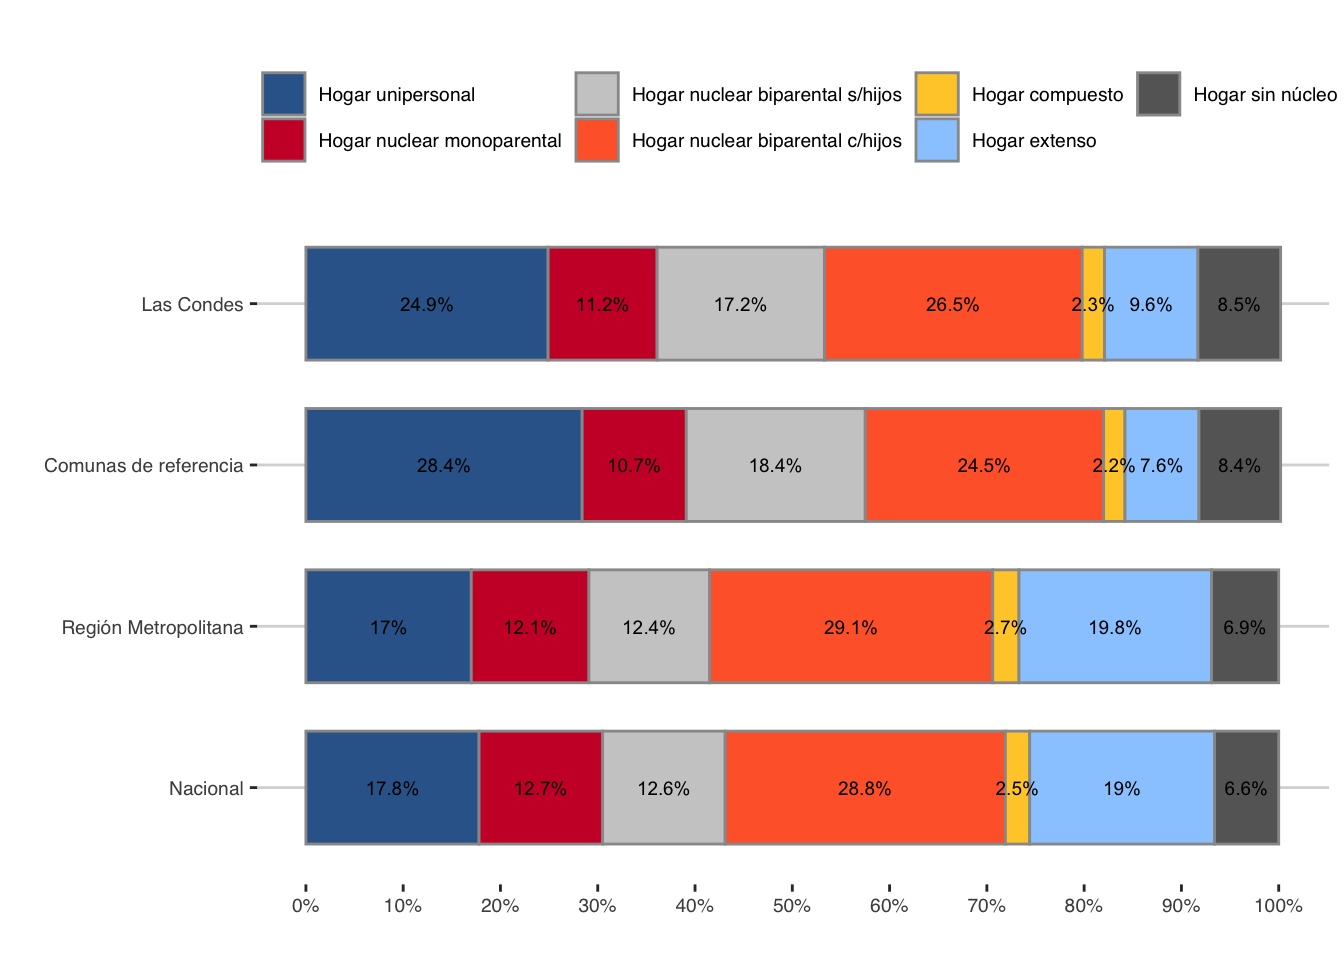 Hogar unipersonal Hogar nuclear biparental s/hijos Hogar compuesto Hogar sin núcleo
Hogar nuclear monoparental Hogar nuclear biparental c/hijos Hogar extenso
Las Condes 24.9% 11.2% 17.2% 26.5% 2.3% 9.6% 8.5%
Comunas de referencia 28.4% 10.7% 18.4% 24.5% 2.2% 7.6% 8.4%
Región Metropolitana 17% 12.1% 12.4% 29.1% 2.7% 19.8% 6.9%
Nacional 17.8% 12.7% 12.6% 28.8% 2.5% 19% 6.6%
0% 10% 20% 30% 40% 50% 60% 70% 80% 90% 100%